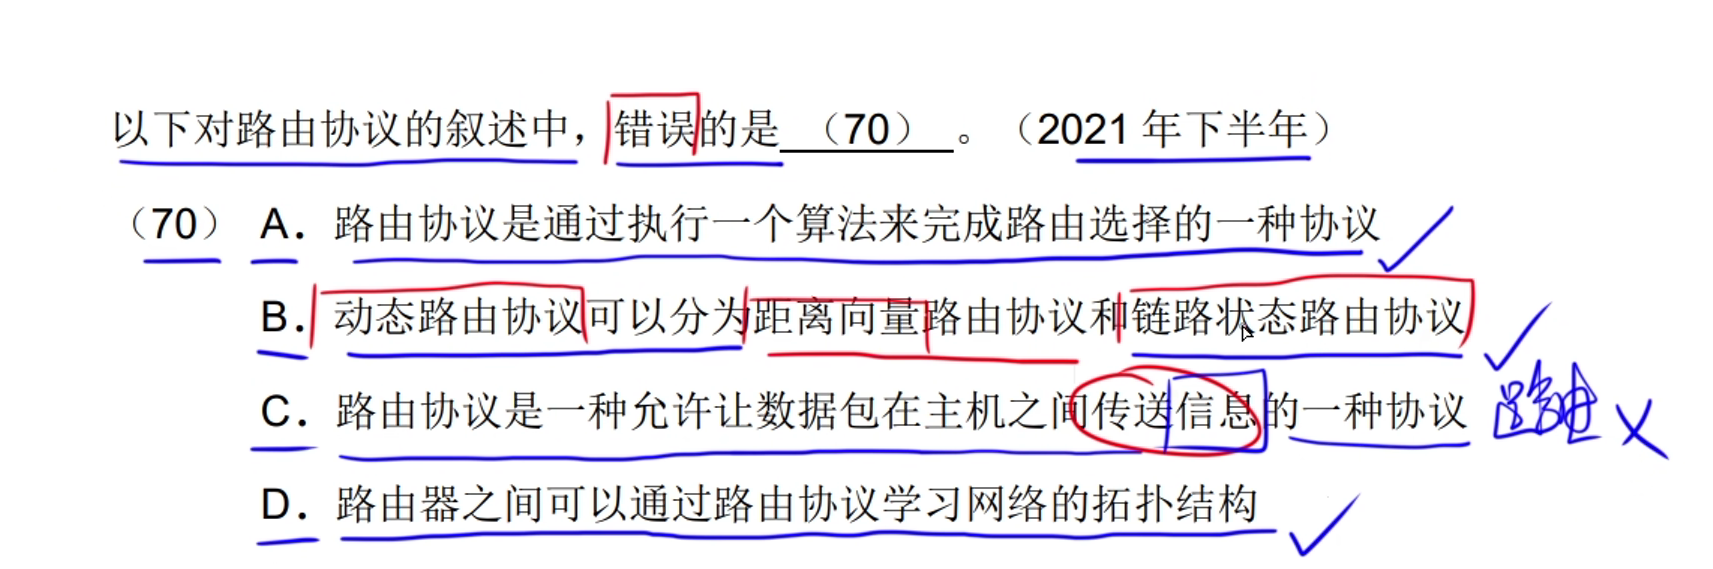 以下对路由协议的叙述中，错误的是 （70） 。（2021 年下半年）
（70） A．路由协议是通过执行一个算法来完成路由选择的一种协议
B．动态路由协议可以分为距离向量路由协议和链路状态路由协议
C．路由协议是一种允许让数据包在主机之间传送信息的一种协议 路由
D．路由器之间可以通过路由协议学习网络的拓扑结构